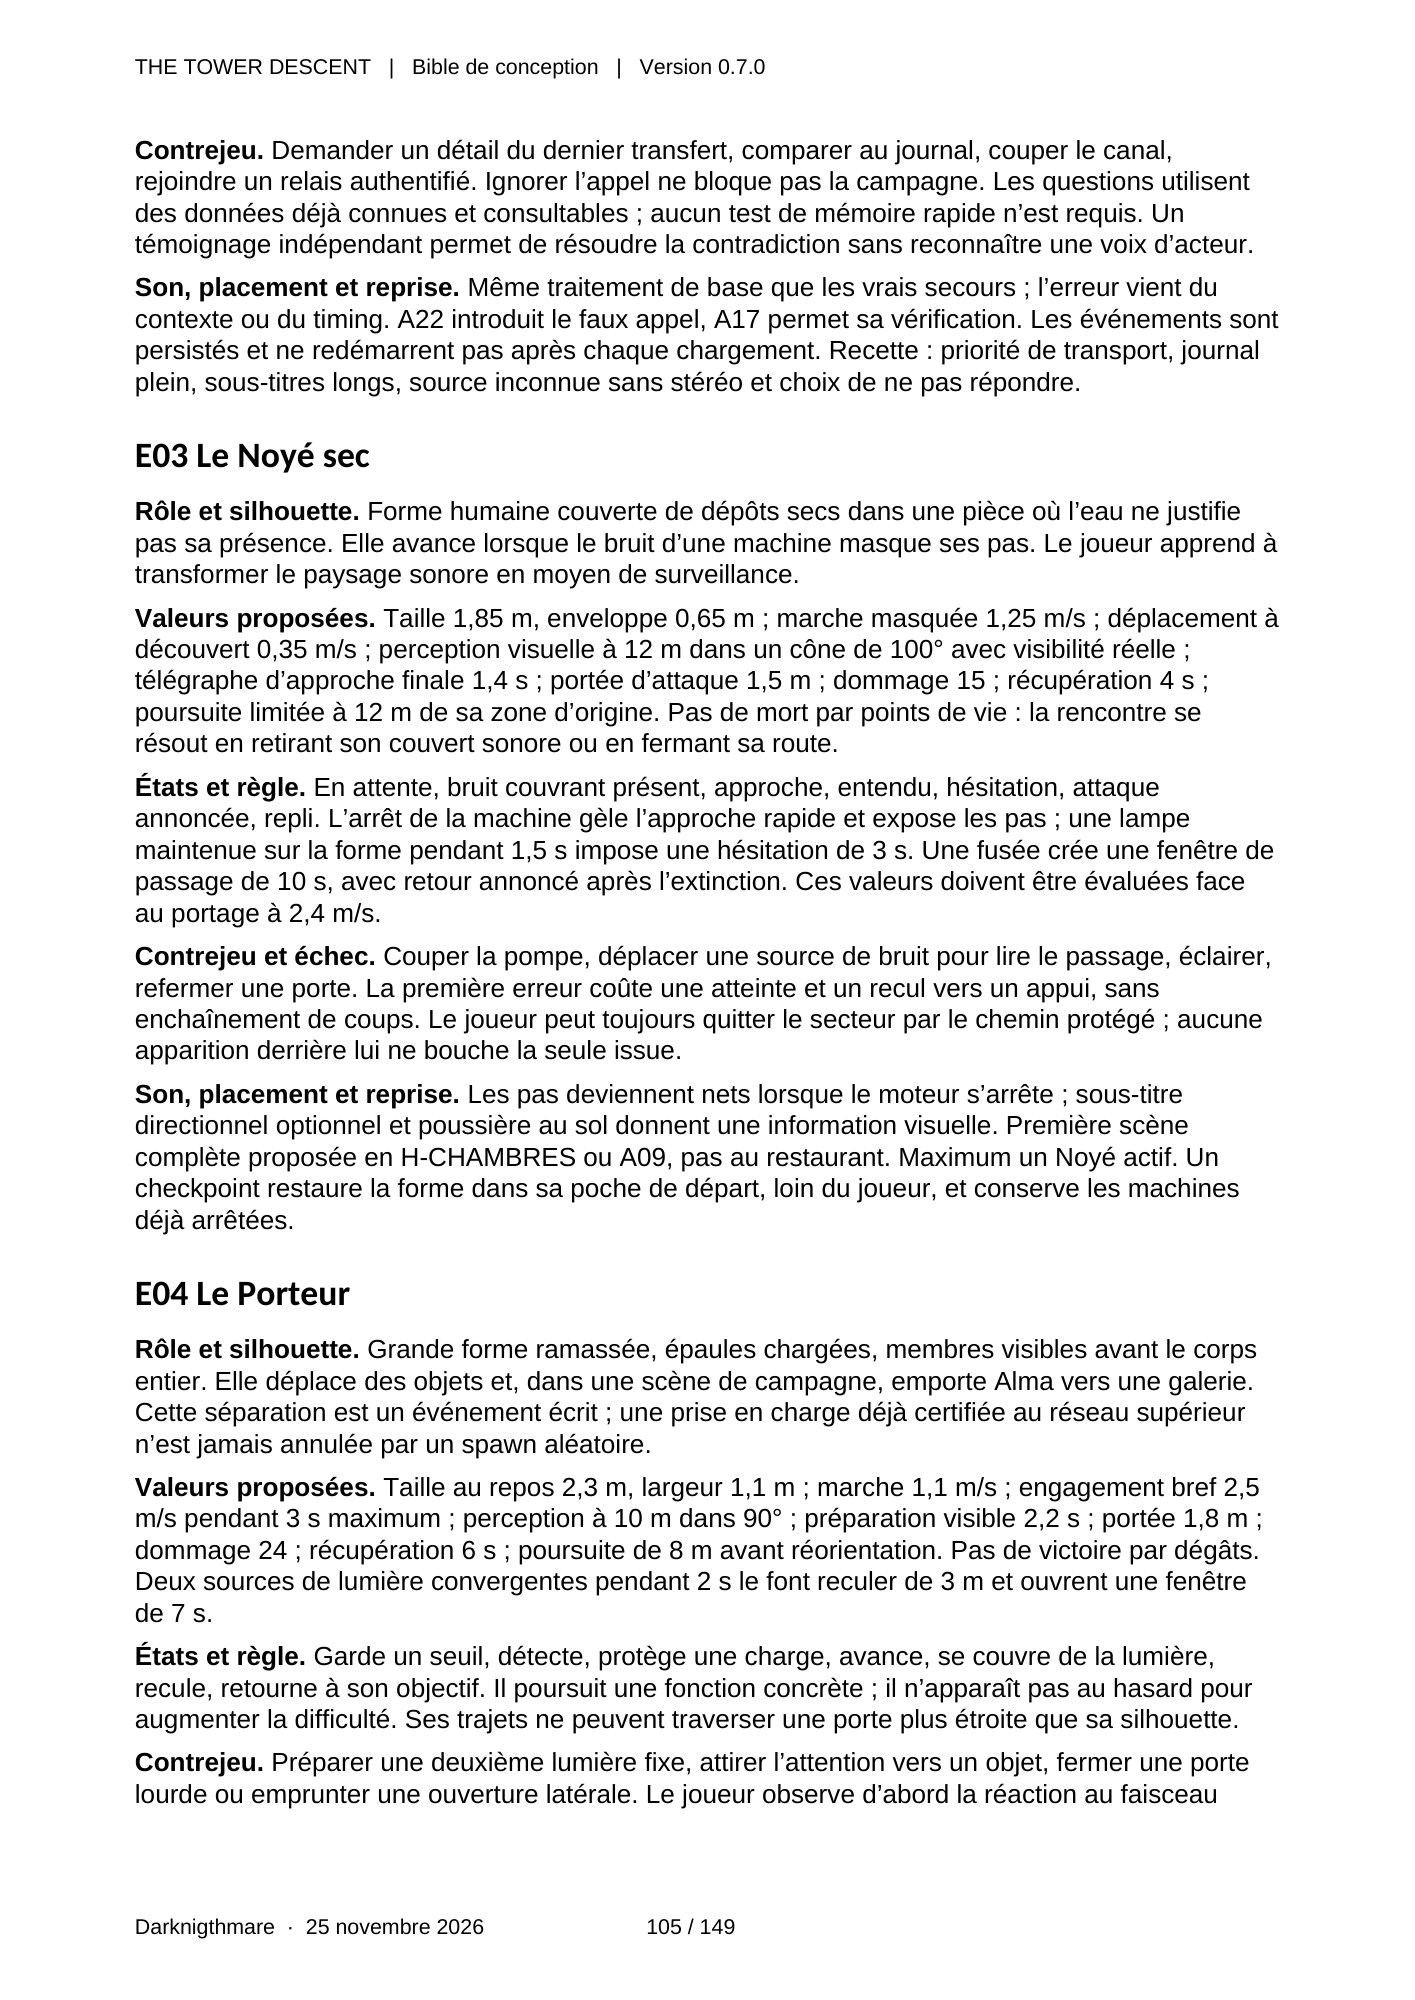 THE TOWER DESCENT | Bible de conception | Version 0.7.0
Contrejeu. Demander un détail du dernier transfert, comparer au journal, couper le canal,
rejoindre un relais authentifié. Ignorer l’appel ne bloque pas la campagne. Les questions utilisent
des données déjà connues et consultables ; aucun test de mémoire rapide n’est requis. Un
témoignage indépendant permet de résoudre la contradiction sans reconnaître une voix d’acteur.
Son, placement et reprise. Même traitement de base que les vrais secours ; l’erreur vient du
contexte ou du timing. A22 introduit le faux appel, A17 permet sa vérification. Les événements sont
persistés et ne redémarrent pas après chaque chargement. Recette : priorité de transport, journal
plein, sous-titres longs, source inconnue sans stéréo et choix de ne pas répondre.
E03 Le Noyé sec
Rôle et silhouette. Forme humaine couverte de dépôts secs dans une pièce où l’eau ne justifie
pas sa présence. Elle avance lorsque le bruit d’une machine masque ses pas. Le joueur apprend à
transformer le paysage sonore en moyen de surveillance.
Valeurs proposées. Taille 1,85 m, enveloppe 0,65 m ; marche masquée 1,25 m/s ; déplacement à
découvert 0,35 m/s ; perception visuelle à 12 m dans un cône de 100° avec visibilité réelle ;
télégraphe d’approche finale 1,4 s ; portée d’attaque 1,5 m ; dommage 15 ; récupération 4 s ;
poursuite limitée à 12 m de sa zone d’origine. Pas de mort par points de vie : la rencontre se
résout en retirant son couvert sonore ou en fermant sa route.
États et règle. En attente, bruit couvrant présent, approche, entendu, hésitation, attaque
annoncée, repli. L’arrêt de la machine gèle l’approche rapide et expose les pas ; une lampe
maintenue sur la forme pendant 1,5 s impose une hésitation de 3 s. Une fusée crée une fenêtre de
passage de 10 s, avec retour annoncé après l’extinction. Ces valeurs doivent être évaluées face
au portage à 2,4 m/s.
Contrejeu et échec. Couper la pompe, déplacer une source de bruit pour lire le passage, éclairer,
refermer une porte. La première erreur coûte une atteinte et un recul vers un appui, sans
enchaînement de coups. Le joueur peut toujours quitter le secteur par le chemin protégé ; aucune
apparition derrière lui ne bouche la seule issue.
Son, placement et reprise. Les pas deviennent nets lorsque le moteur s’arrête ; sous-titre
directionnel optionnel et poussière au sol donnent une information visuelle. Première scène
complète proposée en H-CHAMBRES ou A09, pas au restaurant. Maximum un Noyé actif. Un
checkpoint restaure la forme dans sa poche de départ, loin du joueur, et conserve les machines
déjà arrêtées.
E04 Le Porteur
Rôle et silhouette. Grande forme ramassée, épaules chargées, membres visibles avant le corps
entier. Elle déplace des objets et, dans une scène de campagne, emporte Alma vers une galerie.
Cette séparation est un événement écrit ; une prise en charge déjà certifiée au réseau supérieur
n’est jamais annulée par un spawn aléatoire.
Valeurs proposées. Taille au repos 2,3 m, largeur 1,1 m ; marche 1,1 m/s ; engagement bref 2,5
m/s pendant 3 s maximum ; perception à 10 m dans 90° ; préparation visible 2,2 s ; portée 1,8 m ;
dommage 24 ; récupération 6 s ; poursuite de 8 m avant réorientation. Pas de victoire par dégâts.
Deux sources de lumière convergentes pendant 2 s le font reculer de 3 m et ouvrent une fenêtre
de 7 s.
États et règle. Garde un seuil, détecte, protège une charge, avance, se couvre de la lumière,
recule, retourne à son objectif. Il poursuit une fonction concrète ; il n’apparaît pas au hasard pour
augmenter la difficulté. Ses trajets ne peuvent traverser une porte plus étroite que sa silhouette.
Contrejeu. Préparer une deuxième lumière fixe, attirer l’attention vers un objet, fermer une porte
lourde ou emprunter une ouverture latérale. Le joueur observe d’abord la réaction au faisceau
Darknigthmare · 25 novembre 2026 105 / 149